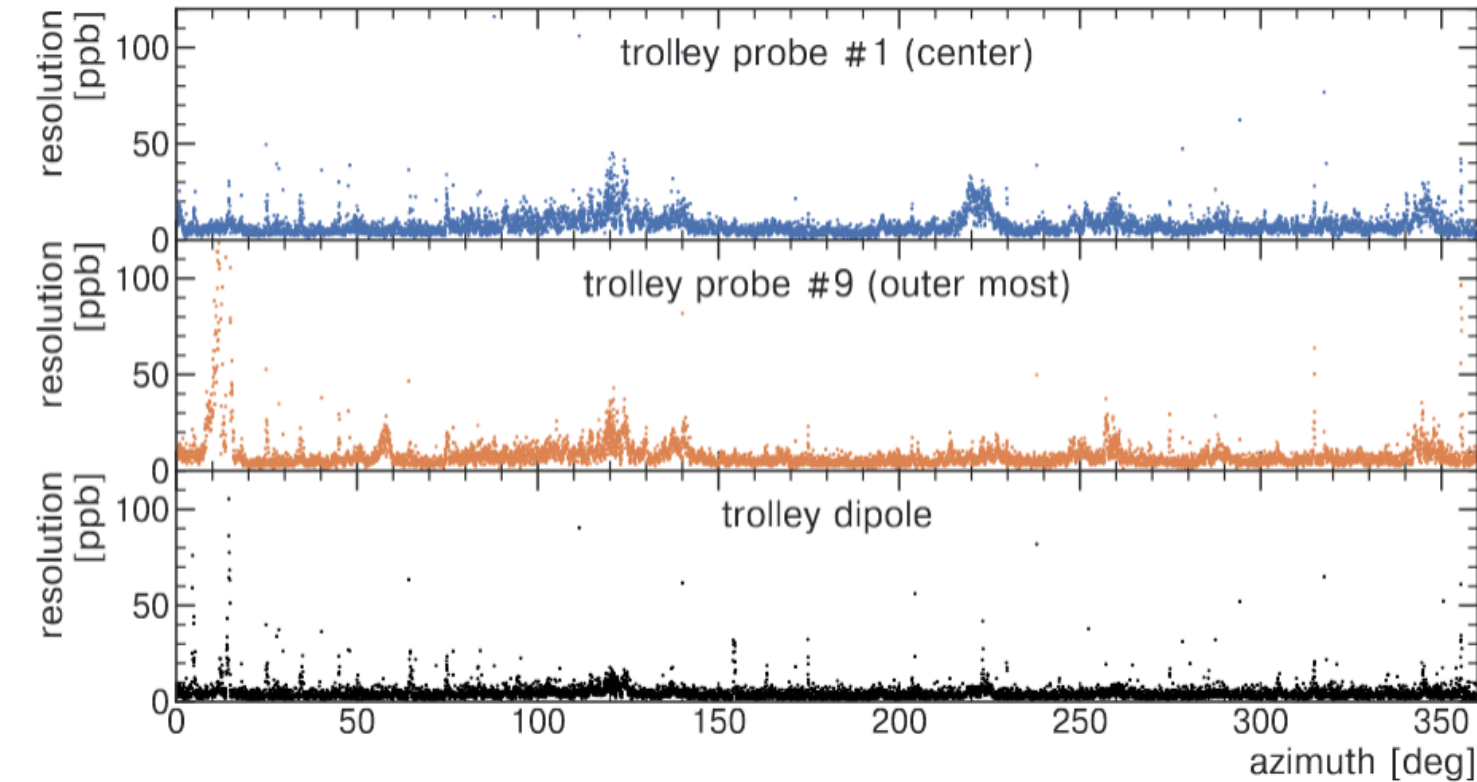 resolution
[ppb]
100
50
0
trolley probe #1 (center)
resolution
[ppb]
100
50
0
trolley probe #9 (outer most)
resolution
[ppb]
100
50
0
trolley dipole
0 50 100 150 200 250 300 350
azimuth [deg]